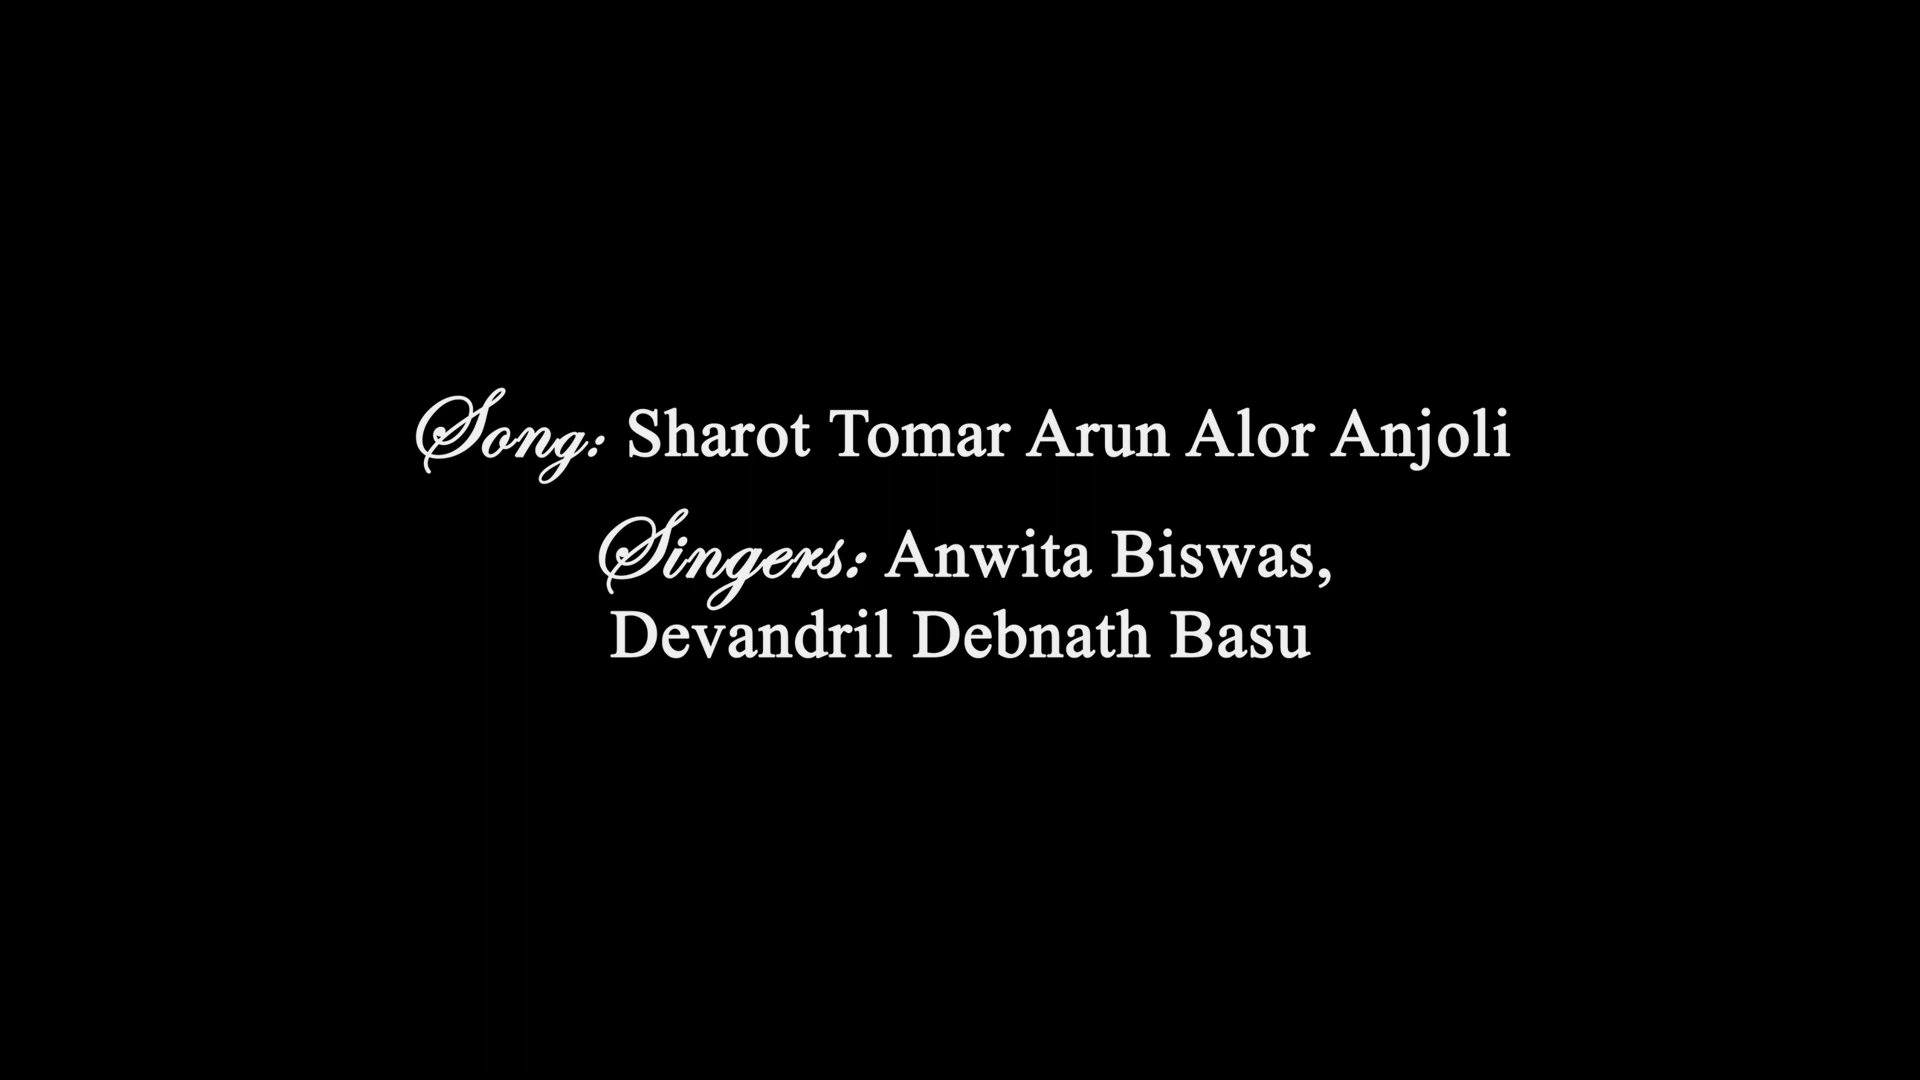 Song: Sharot Tomar Arun Alor Anjoli
Singers: Anwita Biswas,
Devandril Debnath Basu